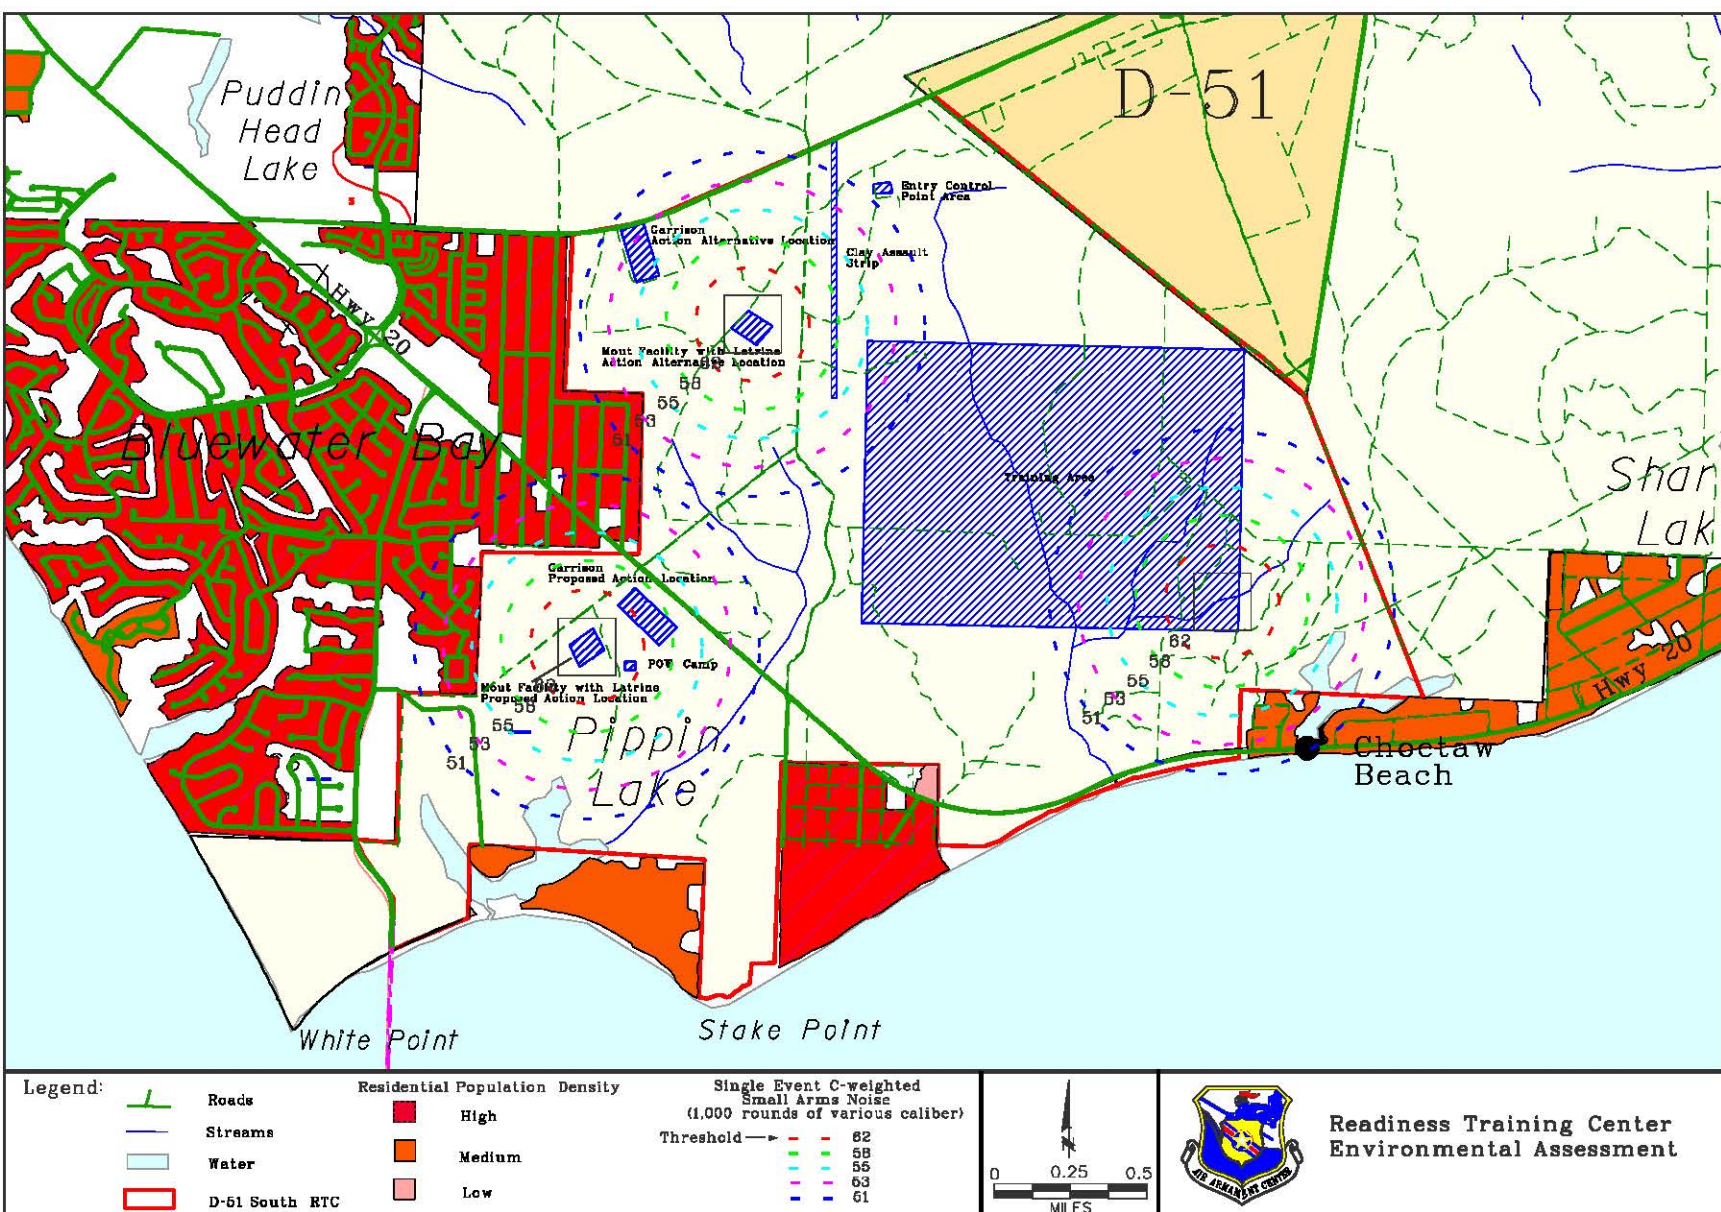 Puddin
Head
Lake
D-51
Entry Control
Point Area
Garrison
Action Alternative Location
Clay Assault
Strip
Hwy 20
Mout Facility with Latrine
Action Alternative Location
58
55
53
51
Bluewater Bay
Training Area
Shar
Lak
Garrison
Proposed Action Location
POV Camp
Mout Facility with Latrine
Proposed Action Location
58
55
53
51
62
58
55
53
51
Hwy 20
Pippin
Lake
Choctaw
Beach
White Point
Stake Point
Legend:
Roads
Streams
Water
D-51 South RTC
Residential Population Density
High
Medium
Low
Single Event C-weighted
Small Arms Noise
(1,000 rounds of various caliber)
Threshold
62
58
55
53
51
N
0 0.25 0.5
MILES
AIR ARMAMENT CENTER
Readiness Training Center
Environmental Assessment